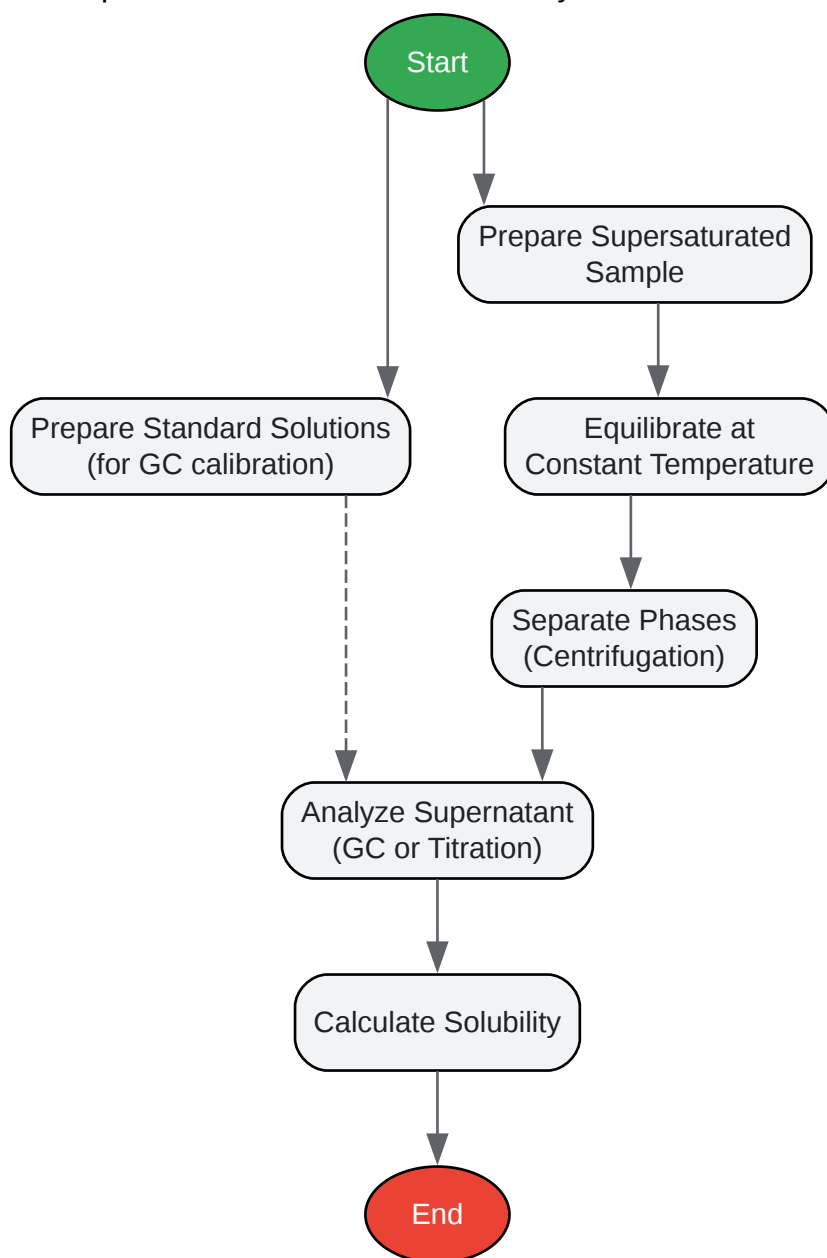 Start
Prepare Supersaturated
Sample
Prepare Standard Solutions
(for GC calibration)
Equilibrate at
Constant Temperature
Separate Phases
(Centrifugation)
Analyze Supernatant
(GC or Titration)
Calculate Solubility
End